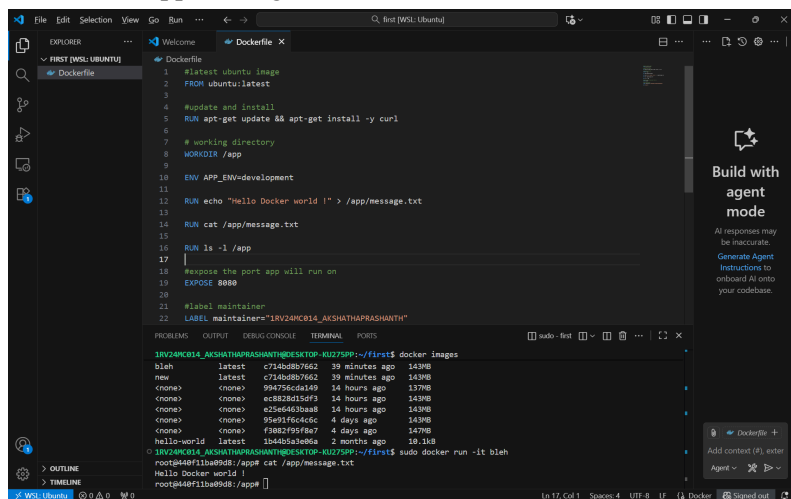 File Edit Selection View Go Run ··· first [WSL: Ubuntu]
EXPLORER ···
FIRST [WSL: UBUNTU]
Dockerfile
OUTLINE
TIMELINE
Welcome Dockerfile
Dockerfile
1 #latest ubuntu image
2 FROM ubuntu:latest
3
4 #update and install
5 RUN apt-get update && apt-get install -y curl
6
7 # working directory
8 WORKDIR /app
9
10 ENV APP_ENV=development
11
12 RUN echo "Hello Docker world !" > /app/message.txt
13
14 RUN cat /app/message.txt
15
16 RUN ls -l /app
17
18 #expose the port app will run on
19 EXPOSE 8080
20
21 #label maintainer
22 LABEL maintainer="1RV24MC014_AKSHATHAPRASHANTH"
PROBLEMS OUTPUT DEBUG CONSOLE TERMINAL PORTS sudo - first
1RV24MC014_AKSHATHAPRASHANTH@DESKTOP-KU275PP:~/first$ docker images
bleh latest c714bd8b7662 39 minutes ago 143MB
new latest c714bd8b7662 39 minutes ago 143MB
<none> <none> 994756cda149 14 hours ago 137MB
<none> <none> ec8828d15df3 14 hours ago 143MB
<none> <none> e25e6463baa8 14 hours ago 143MB
<none> <none> 95e91f6c4c6c 4 days ago 143MB
<none> <none> f3082f95f8e7 4 days ago 147MB
hello-world latest 1b44b5a3e06a 2 months ago 10.1kB
1RV24MC014_AKSHATHAPRASHANTH@DESKTOP-KU275PP:~/first$ sudo docker run -it bleh
root@440f11ba09d8:/app# cat /app/message.txt
Hello Docker world !
root@440f11ba09d8:/app#
Build with
agent
mode
AI responses may
be inaccurate.
Generate Agent
Instructions to
onboard AI onto
your codebase.
Dockerfile +
Add context (#), exter
Agent
WSL: Ubuntu 0 0 0 Ln 17, Col 1 Spaces: 4 UTF-8 LF Docker Signed out